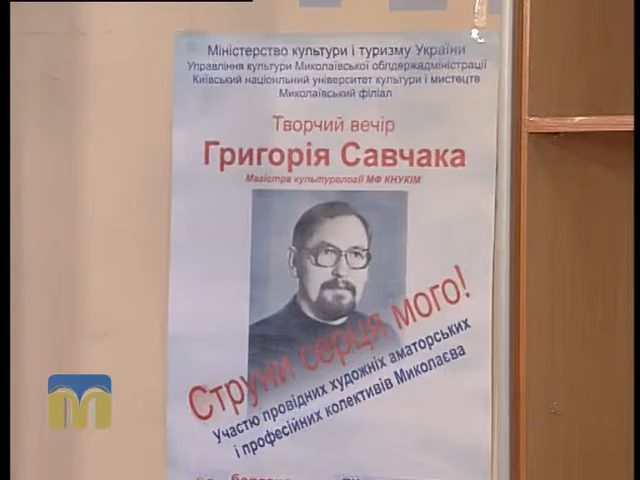 Міністерство культури і туризму України
Управління культури Миколаївської облдержадміністрації
Київський національний університет культури і мистецтв
Миколаївський філіал
Творчий вечір
Григорія Савчака
Магістра культурології МФ КНУКІМ
Струни серця мого!
Участю провідних художніх аматорських
і професійних колективів Миколаєва